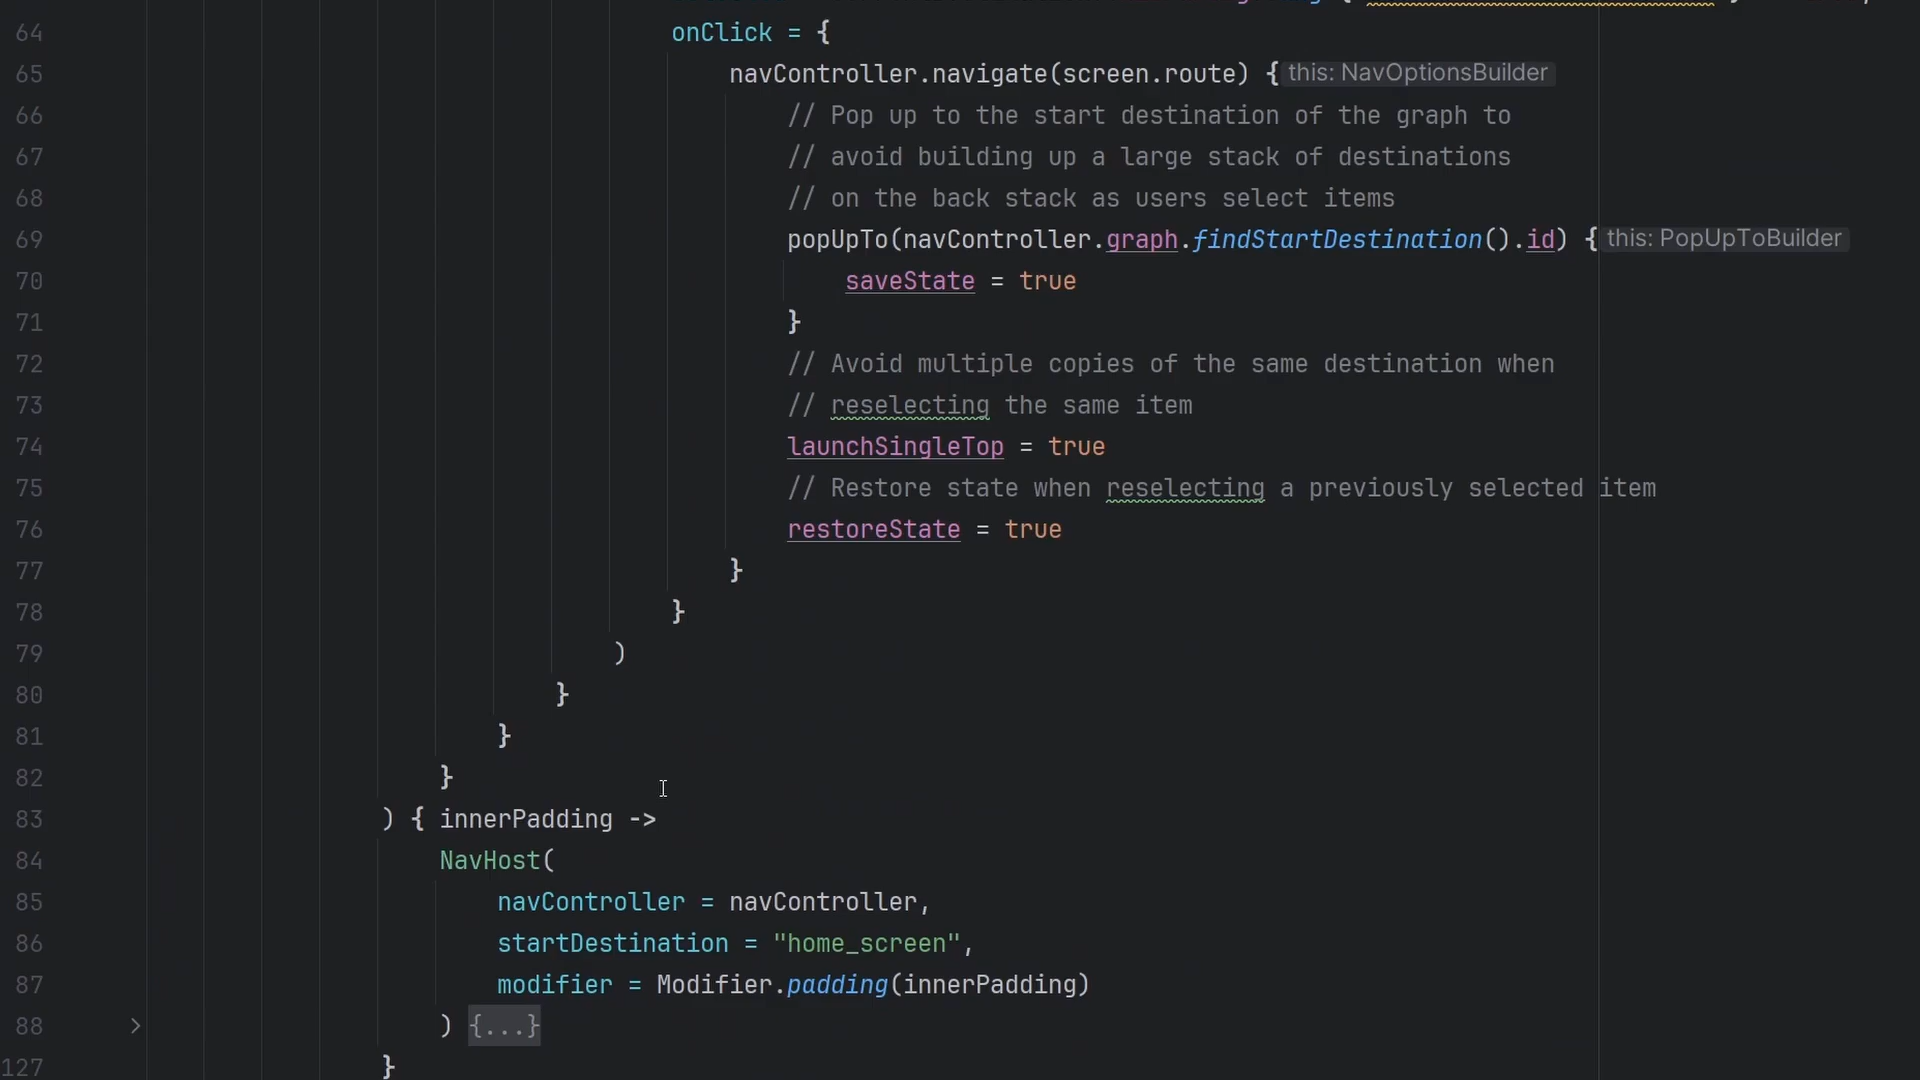 64 onClick = {
65 navController.navigate(screen.route) { this: NavOptionsBuilder
66 // Pop up to the start destination of the graph to
67 // avoid building up a large stack of destinations
68 // on the back stack as users select items
69 popUpTo(navController.graph.findStartDestination().id) { this: PopUpToBuilder
70 saveState = true
71 }
72 // Avoid multiple copies of the same destination when
73 // reselecting the same item
74 launchSingleTop = true
75 // Restore state when reselecting a previously selected item
76 restoreState = true
77 }
78 }
79 )
80 }
81 }
82 }
83 ) { innerPadding ->
84 NavHost(
85 navController = navController,
86 startDestination = "home_screen",
87 modifier = Modifier.padding(innerPadding)
88 ) {...}
127 }